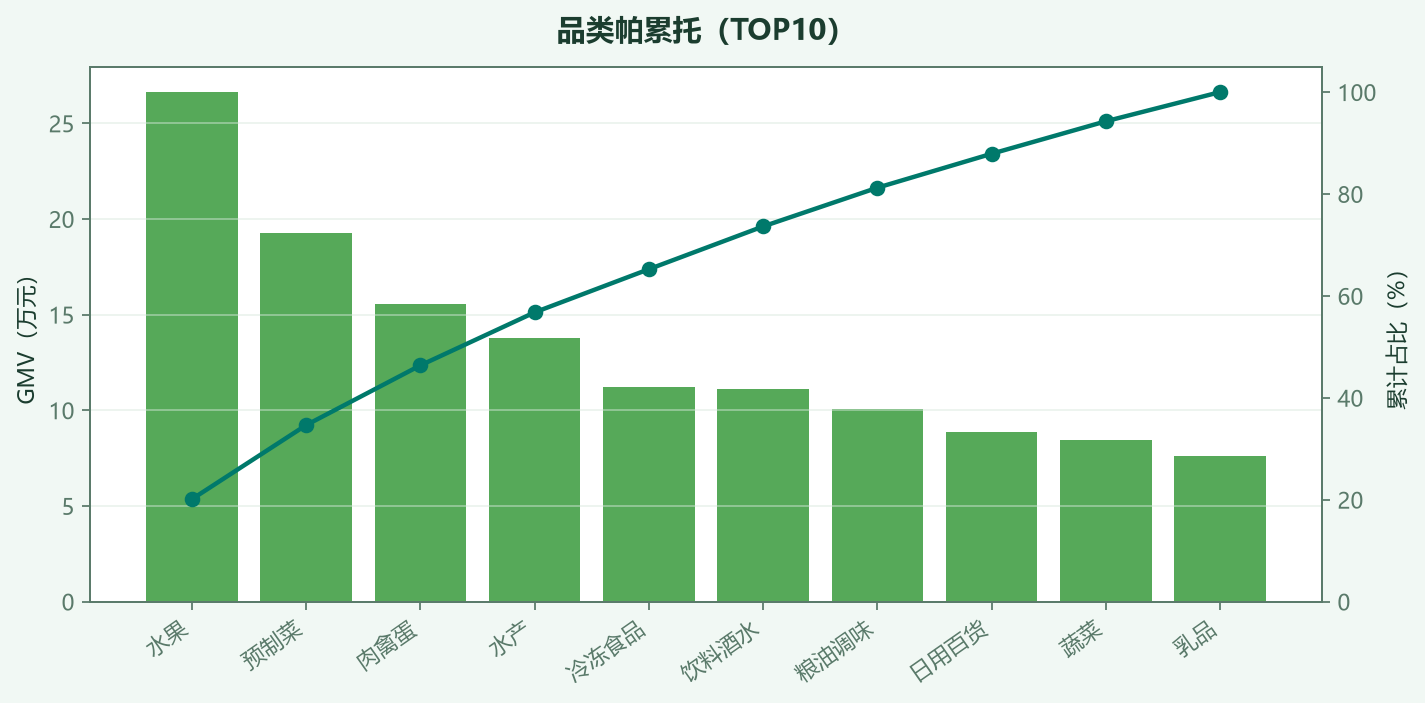 品类帕累托（TOP10）
GMV（万元）
25
20
15
10
5
0
100
80
60
40
20
0
累计占比（%）
水果
预制菜
肉禽蛋
水产
冷冻食品
饮料酒水
粮油调味
日用百货
蔬菜
乳品